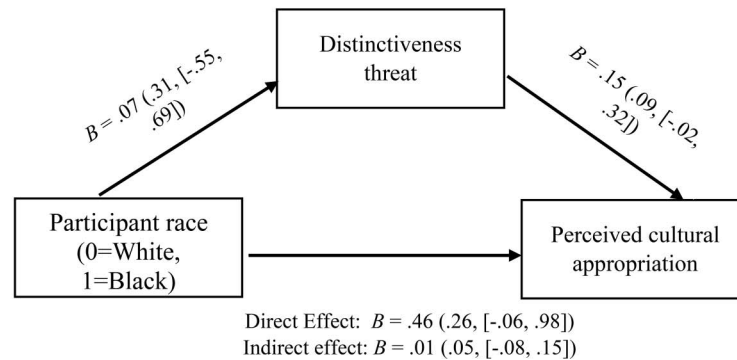 Distinctiveness
threat
B = .07 (.31, [-.55,
.69])
B = .15 (.09, [-.02,
.32])
Participant race
(0=White,
1=Black)
Perceived cultural
appropriation
Direct Effect: B = .46 (.26, [-.06, .98])
Indirect effect: B = .01 (.05, [-.08, .15])